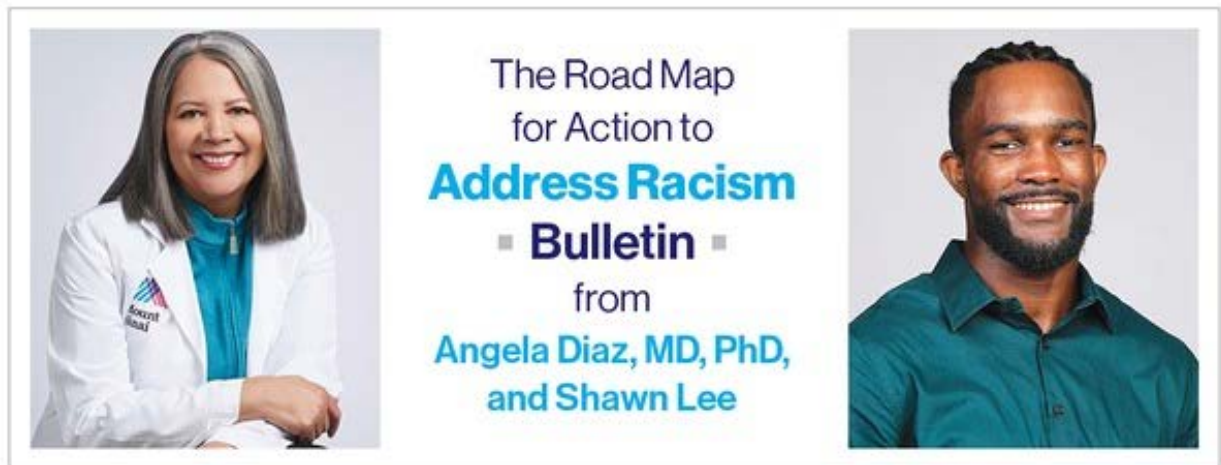 The Road Map
for Action to
Address Racism
Bulletin
from
Angela Diaz, MD, PhD,
and Shawn Lee
Mount
Sinai